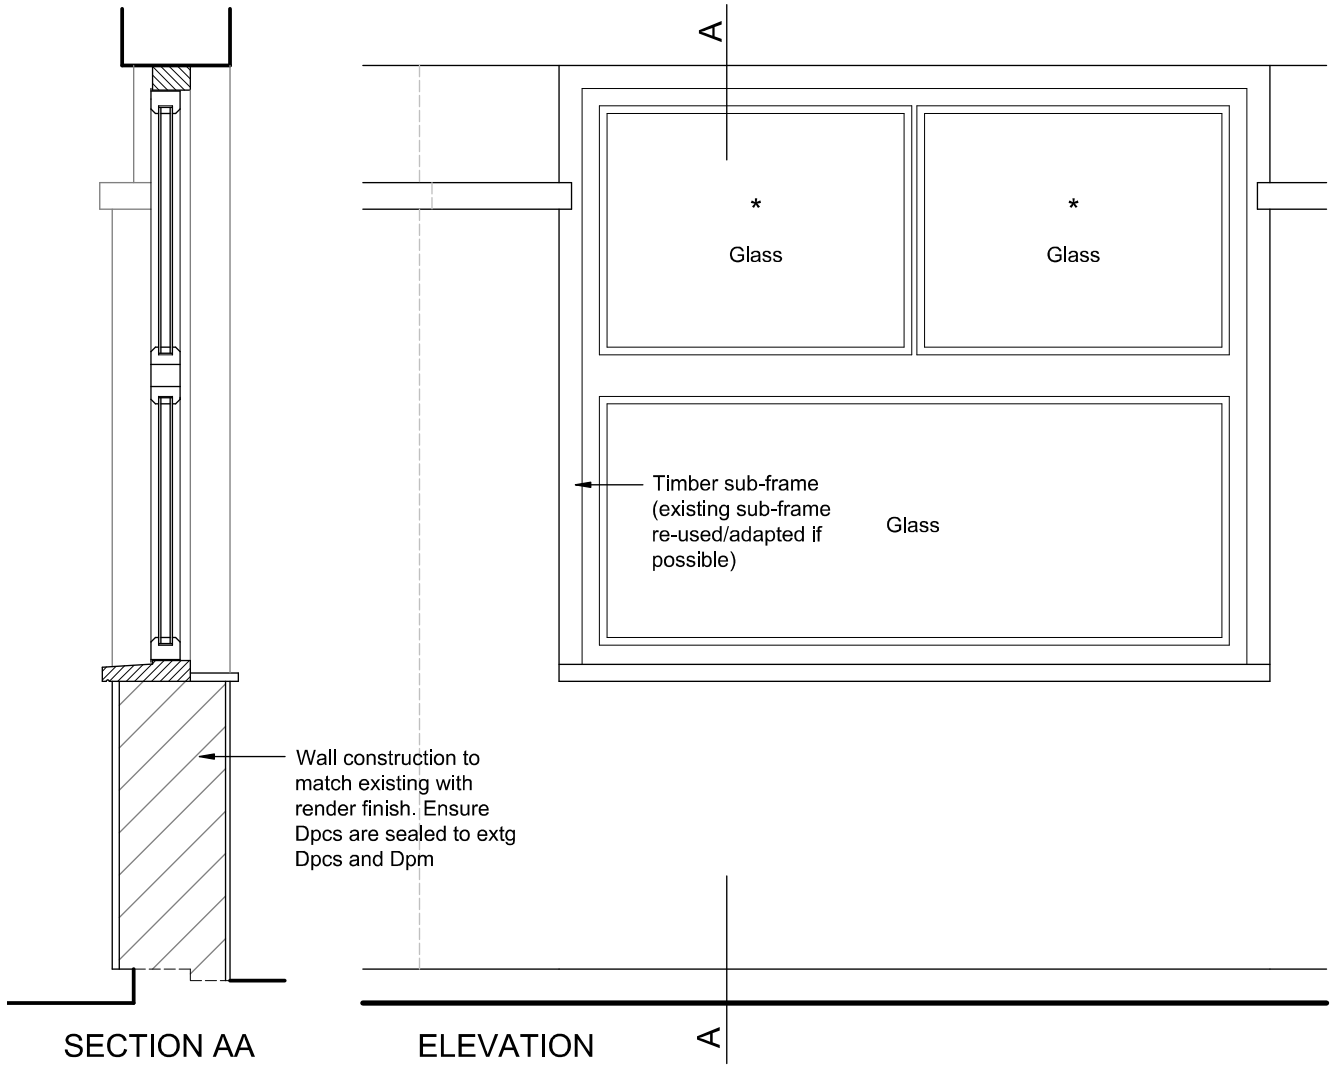 A
*
*
Glass
Glass
Timber sub-frame
(existing sub-frame
re-used/adapted if
possible)
Glass
Wall construction to
match existing with
render finish. Ensure
Dpcs are sealed to extg
Dpcs and Dpm
A
SECTION AA
ELEVATION